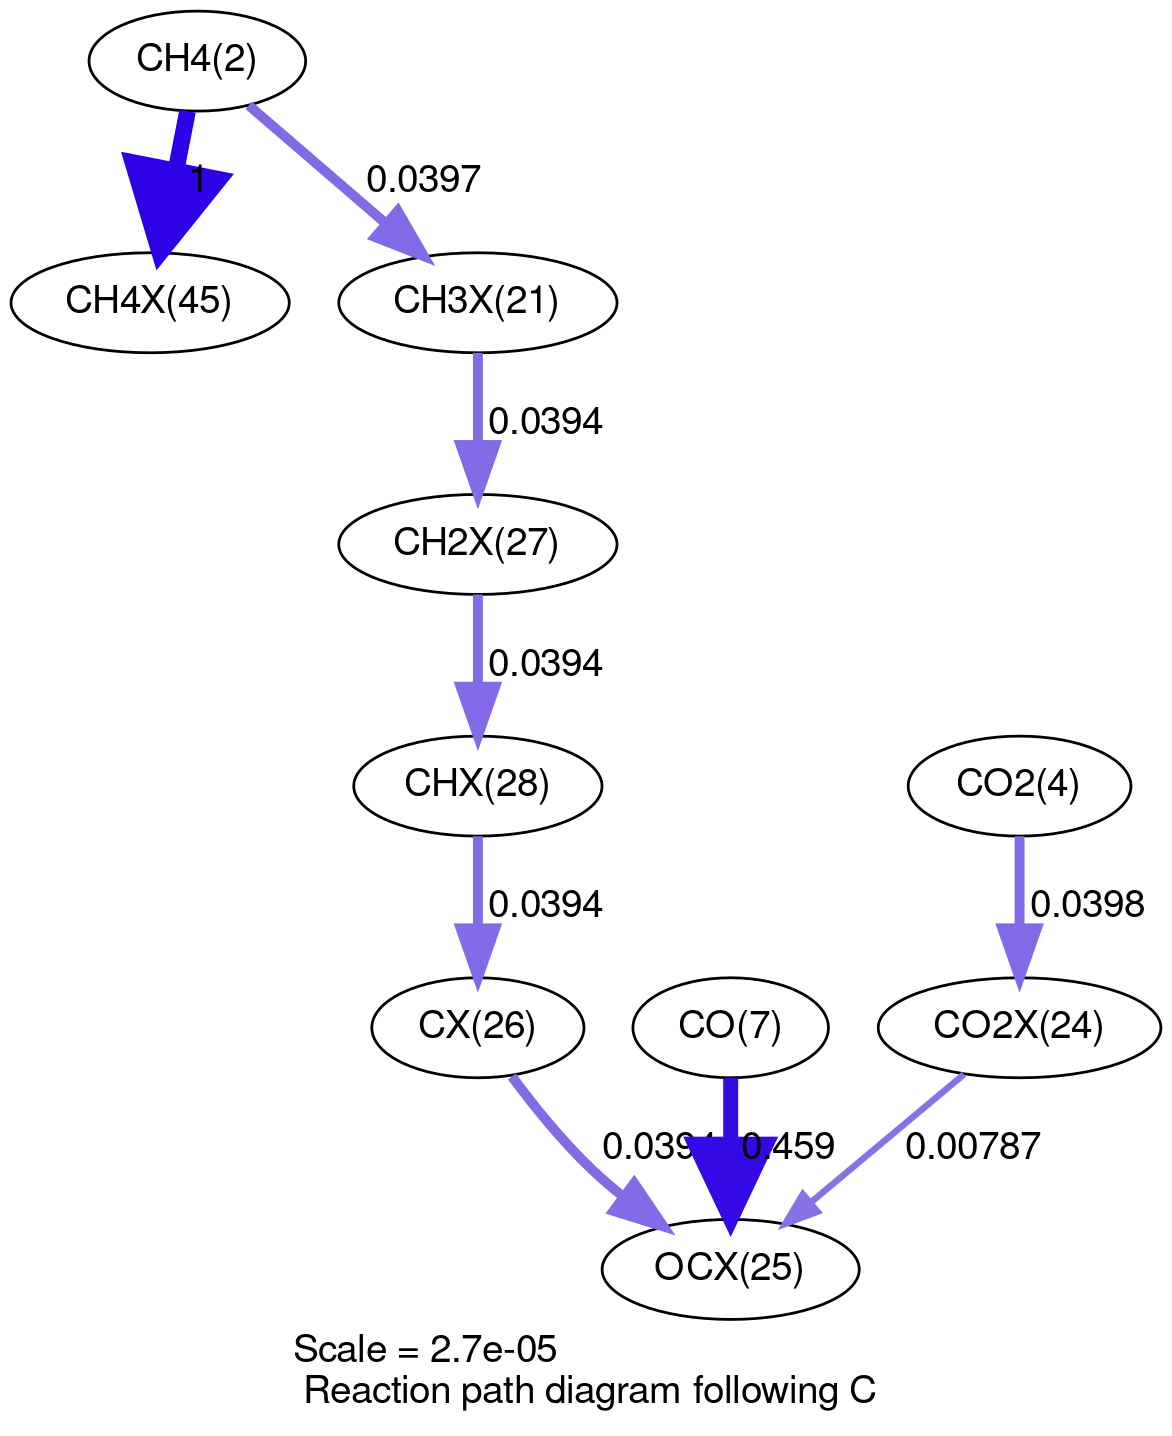 CH4(2)
1
0.0397
CH4X(45)
CH3X(21)
0.0394
CH2X(27)
0.0394
CHX(28)
CO2(4)
0.0394
0.0398
CX(26)
CO(7)
CO2X(24)
0.0394
0.459
0.00787
OCX(25)
Scale = 2.7e-05
Reaction path diagram following C